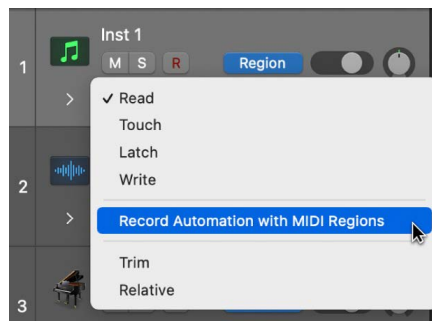 Inst 1
1
M S R Region
✓ Read
Touch
Latch
Write
2
Record Automation with MIDI Regions
Trim
Relative
3